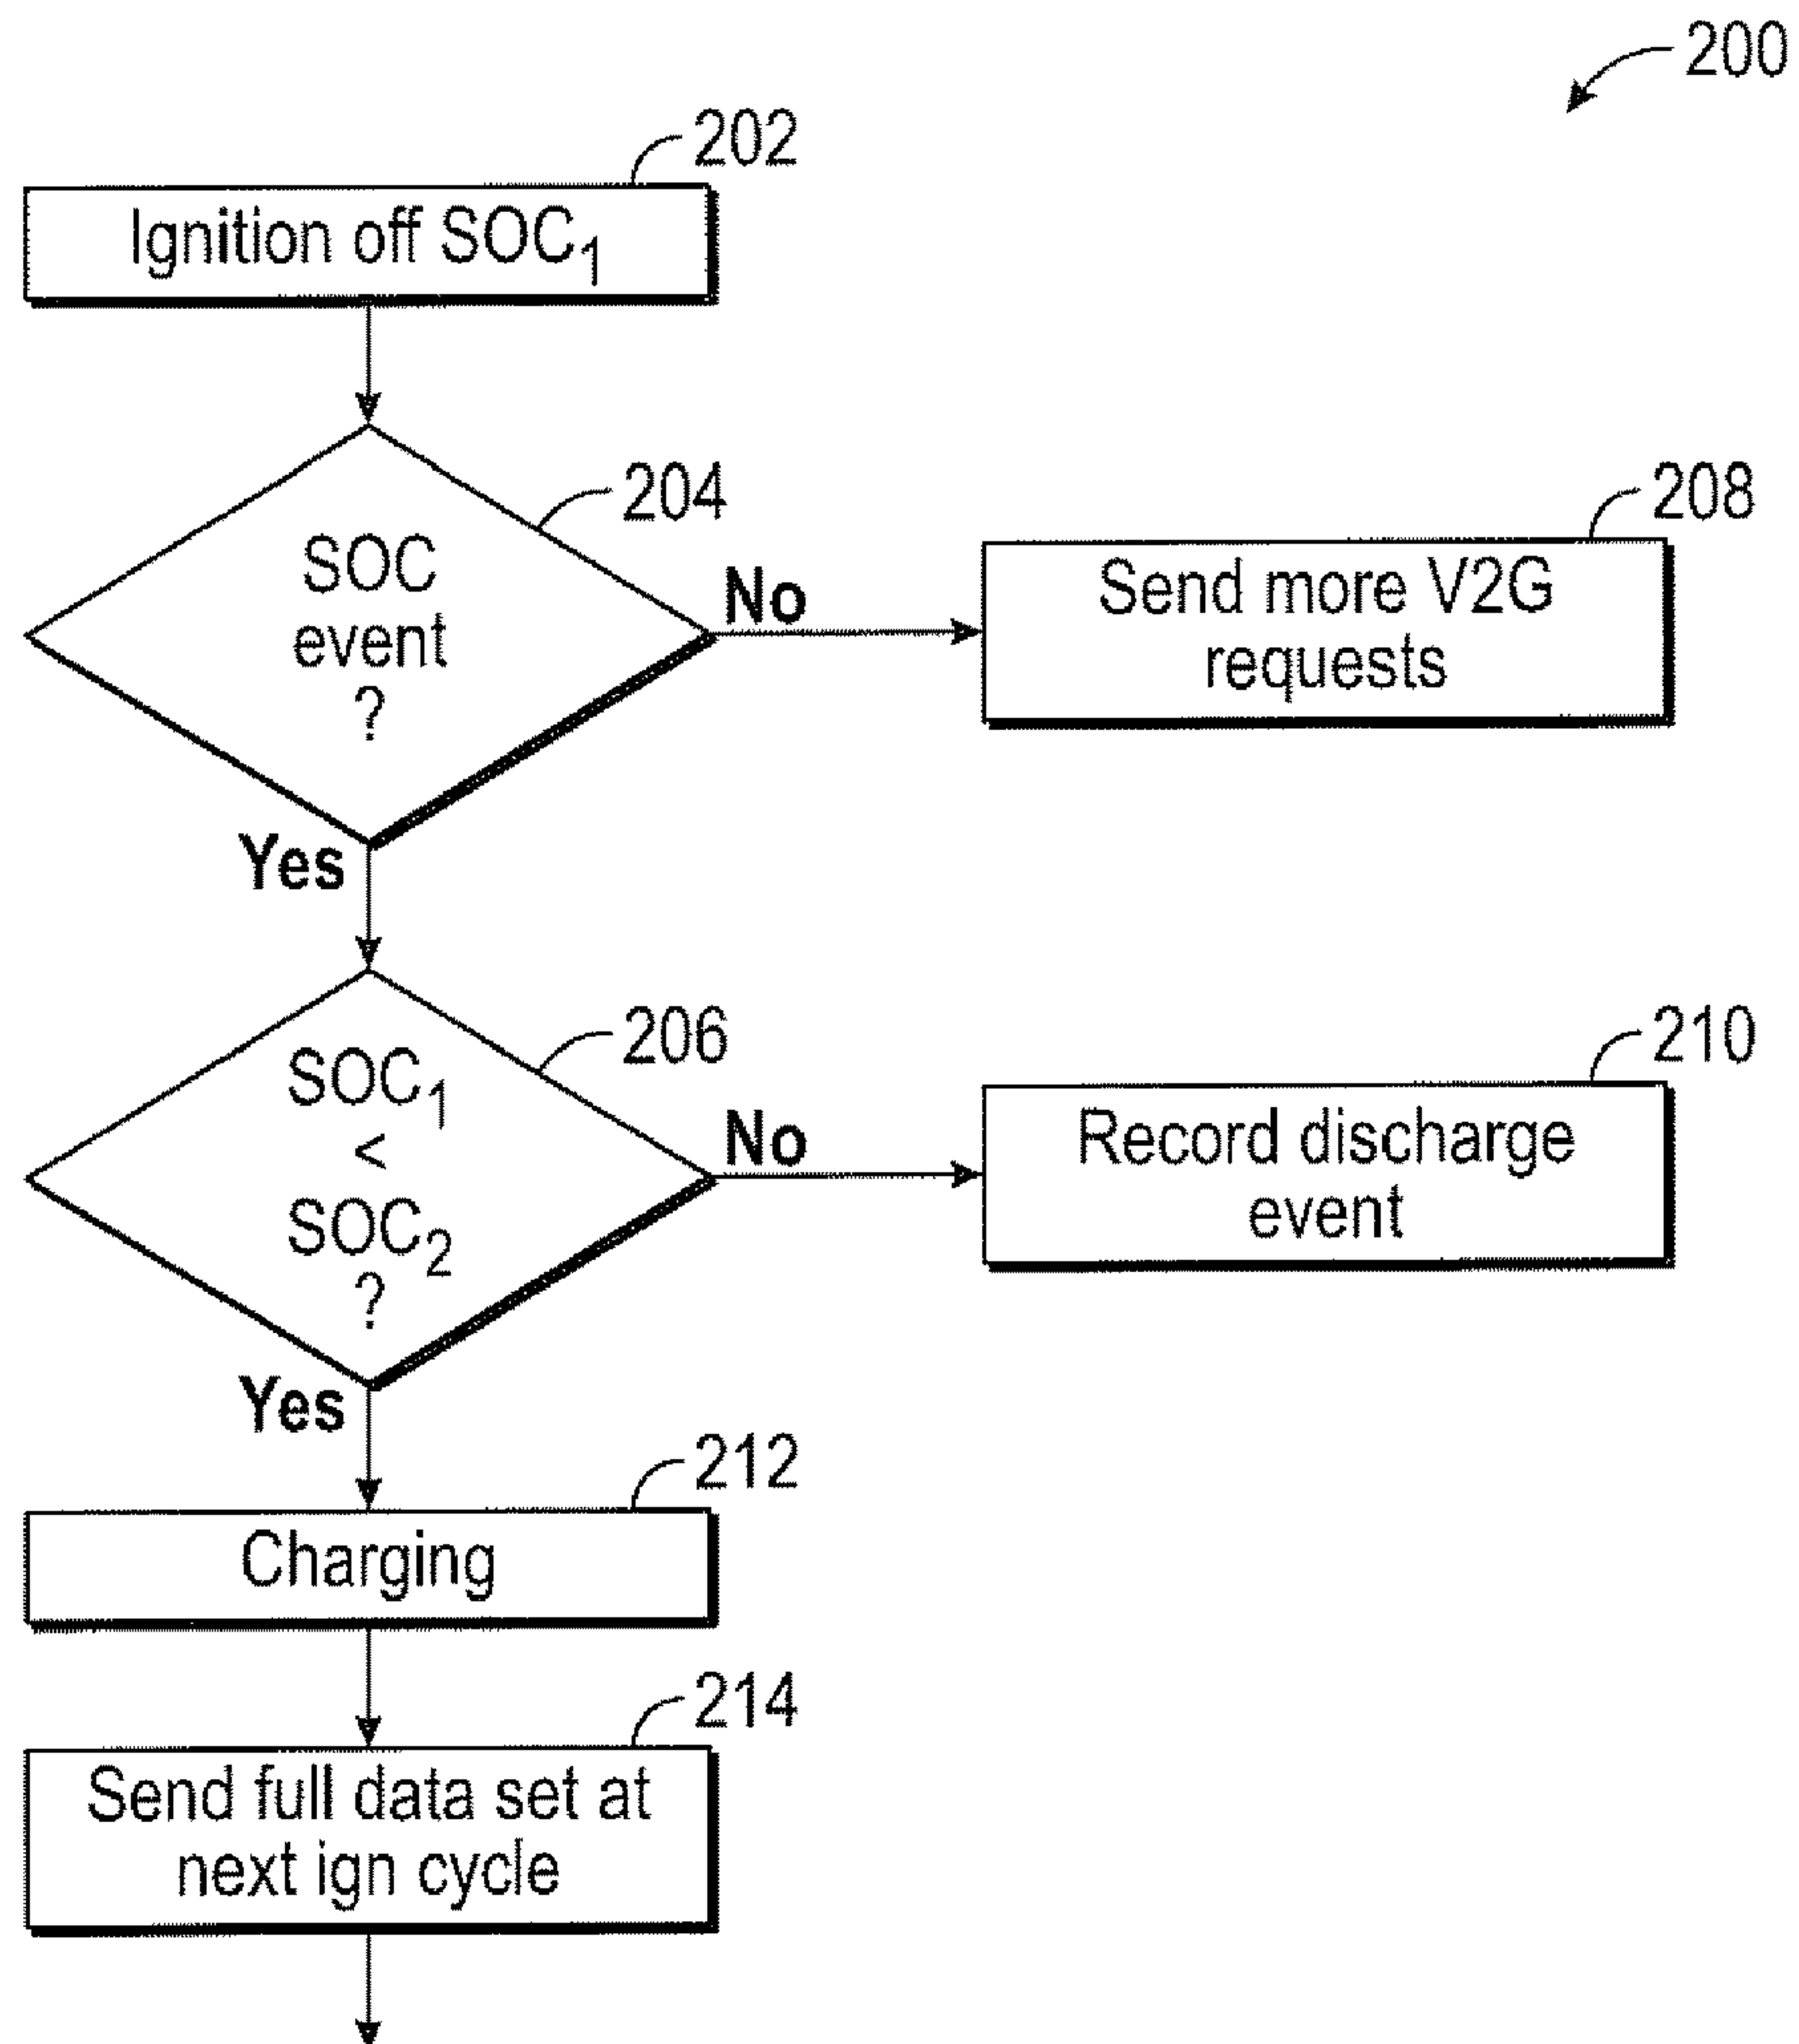 200
202
Ignition off SOC₁
204
SOC
event
?
No
208
Send more V2G
requests
Yes
206
SOC₁
<
SOC₂
?
No
210
Record discharge
event
Yes
212
Charging
214
Send full data set at
next ign cycle